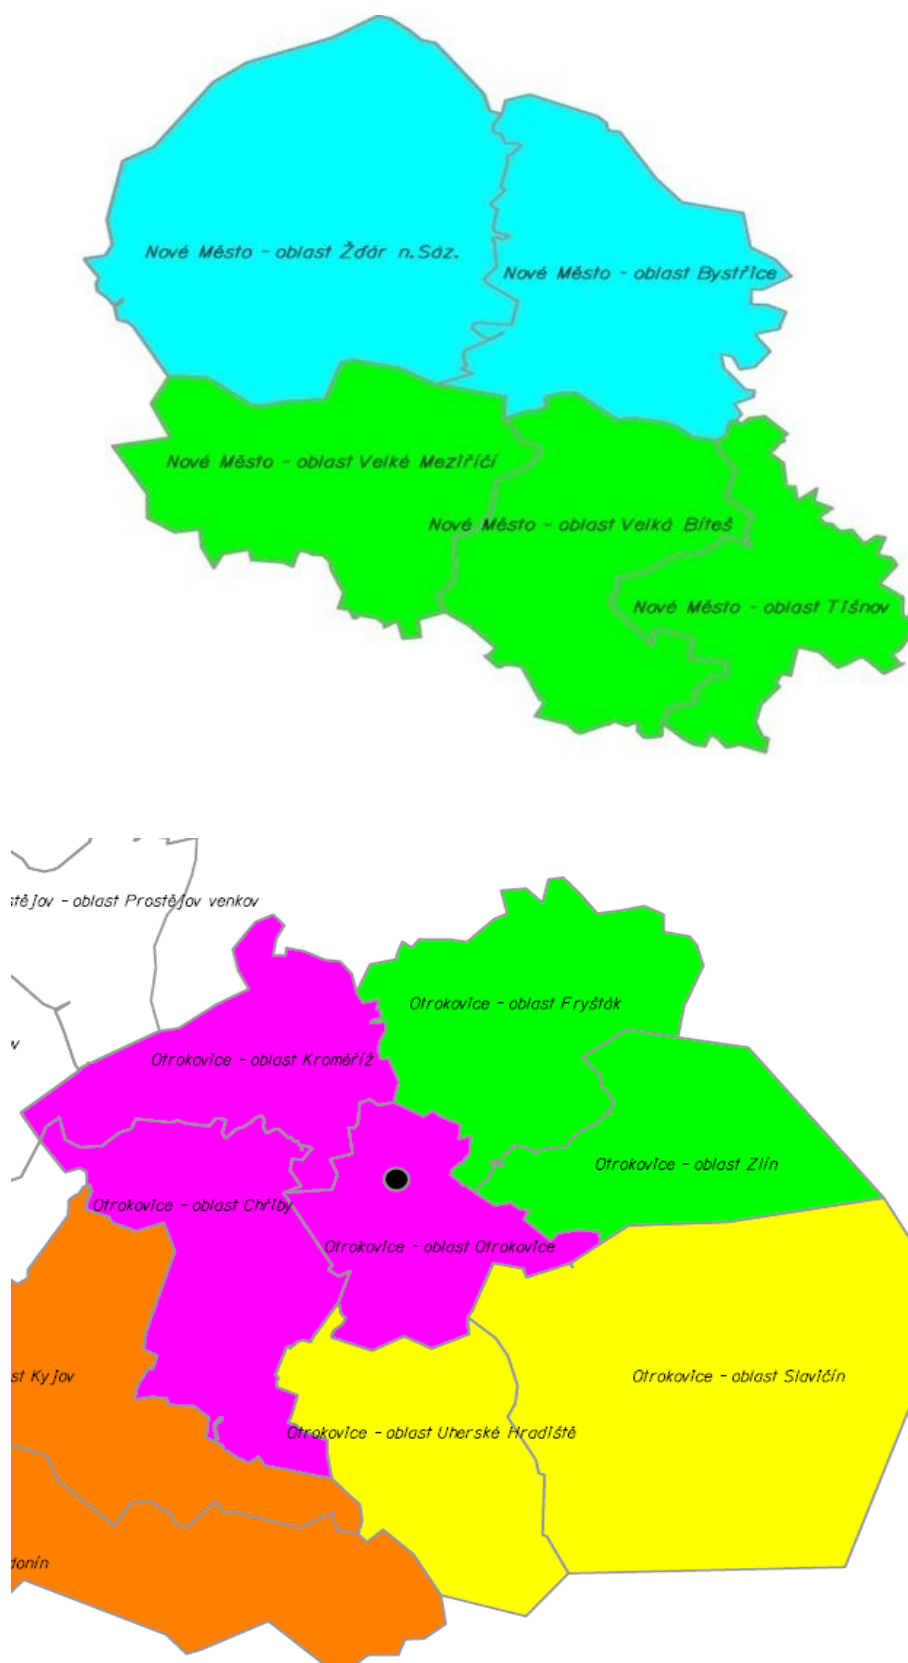 Nové Město - oblast Žďár n.Sáz.
Nové Město - oblast Bystřice
Nové Město - oblast Velké Meziříčí
Nové Město - oblast Velká Bíteš
Nové Město - oblast Tišnov
stějov - oblast Prostějov venkov
Otrokovice - oblast Fryšták
Otrokovice - oblast Kroměříž
Otrokovice - oblast Zlín
Otrokovice - oblast Chřiby
Otrokovice - oblast Otrokovice
st Kyjov
Otrokovice - oblast Slavičín
Otrokovice - oblast Uherské Hradiště
donín